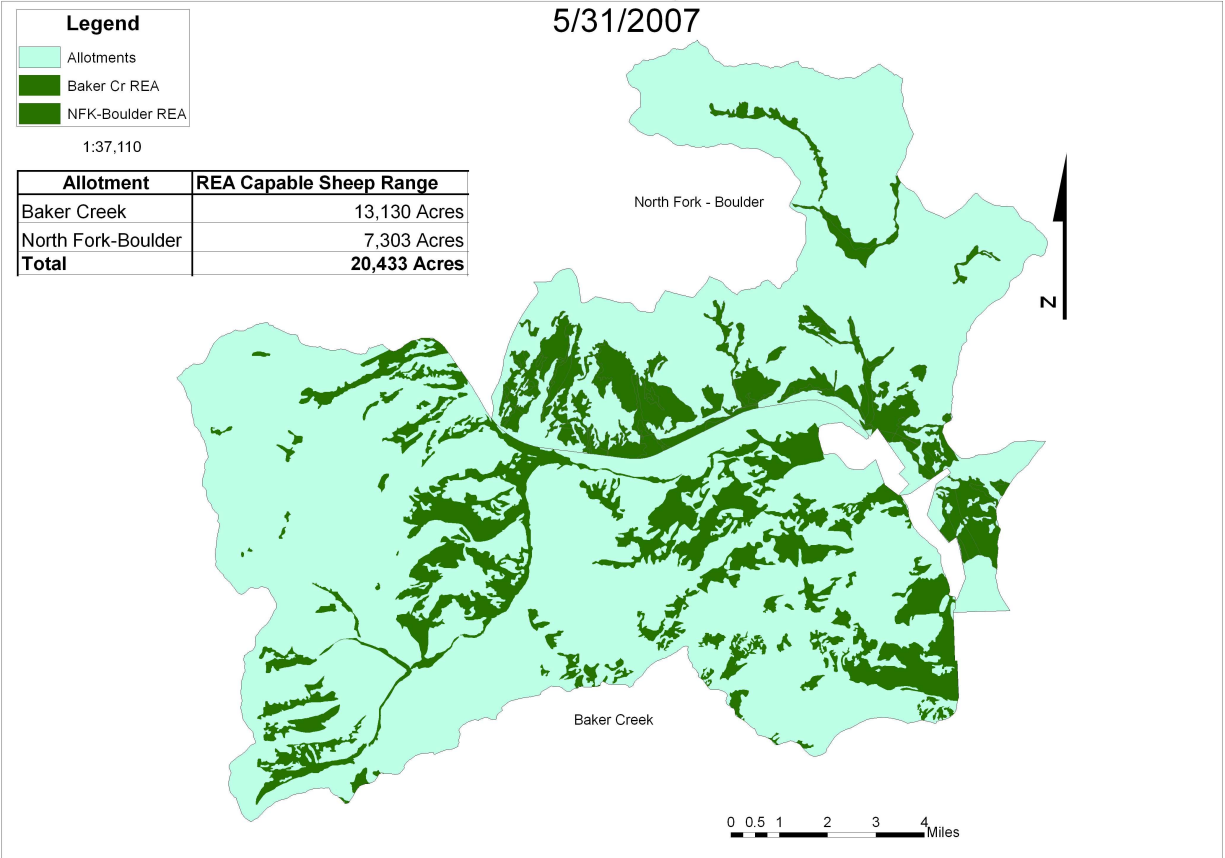 5/31/2007
Legend
Allotments
Baker Cr REA
NFK-Boulder REA
1:37,110
Allotment REA Capable Sheep Range
Baker Creek 13,130 Acres
North Fork-Boulder 7,303 Acres
Total 20,433 Acres
North Fork - Boulder
N
Baker Creek
0 0.5 1 2 3 4
Miles